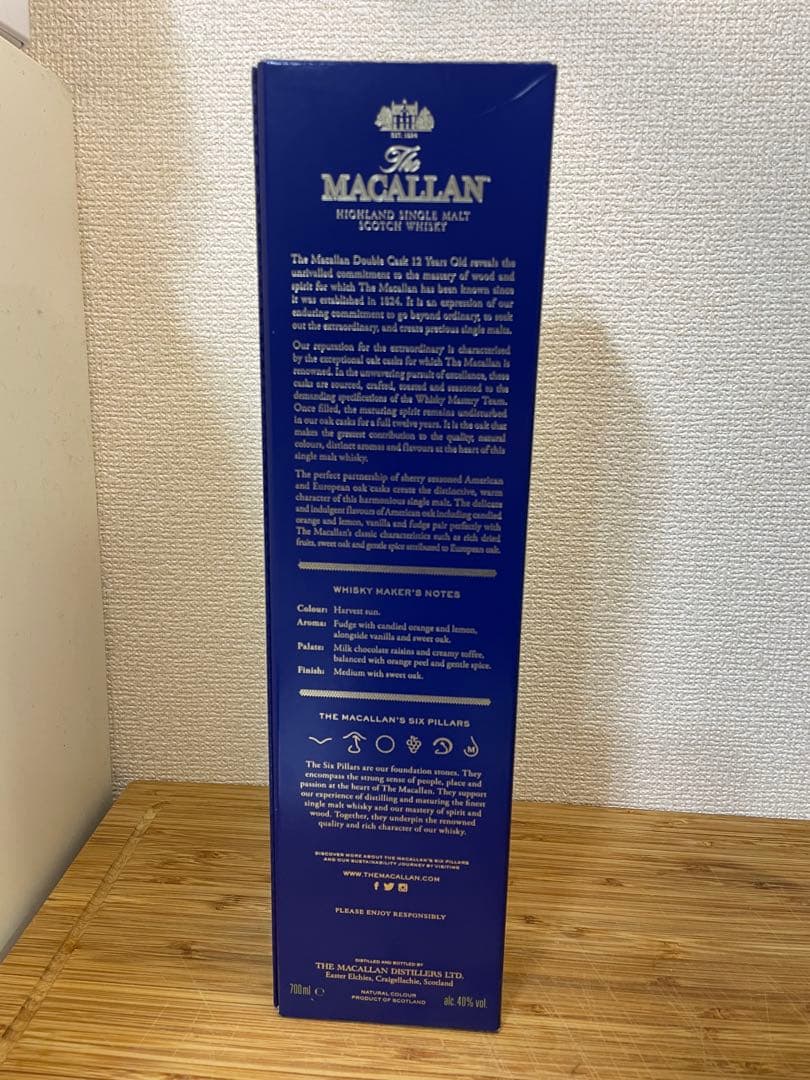 EST. 1824
The
MACALLAN
HIGHLAND SINGLE MALT
SCOTCH WHISKY
The Macallan Double Cask 12 Years Old reveals the
unrivalled commitment to the mastery of wood and
spirit for which The Macallan has been known since
it was established in 1824. It is an expression of our
enduring commitment to go beyond ordinary, to seek
out the extraordinary, and create precious single malts.
Our reputation for the extraordinary is characterised
by the exceptional oak casks for which The Macallan is
renowned. In the unwavering pursuit of excellence, these
casks are sourced, crafted, toasted and seasoned to the
demanding specifications of the Whisky Mastery Team.
Once filled, the maturing spirit remains undisturbed
in our oak casks for a full twelve years. It is the oak that
makes the greatest contribution to the quality, natural
colours, distinct aromas and flavours at the heart of this
single malt whisky.
The perfect partnership of sherry seasoned American
and European oak casks create the distinctive, warm
character of this harmonious single malt. The delicate
and indulgent flavours of American oak including candied
orange and lemon, vanilla and fudge pair perfectly with
The Macallan's classic characteristics such as rich dried
fruits, sweet oak and gentle spice attributed to European oak.
WHISKY MAKER'S NOTES
Colour: Harvest sun.
Aroma: Fudge with candied orange and lemon,
alongside vanilla and sweet oak.
Palate: Milk chocolate raisins and creamy toffee,
balanced with orange peel and gentle spice.
Finish: Medium with sweet oak.
THE MACALLAN'S SIX PILLARS
M
The Six Pillars are our foundation stones. They
encompass the strong sense of people, place and
passion at the heart of The Macallan. They support
our experience of distilling and maturing the finest
single malt whisky and our mastery of spirit and
wood. Together, they underpin the renowned
quality and rich character of our whisky.
DISCOVER MORE ABOUT THE MACALLAN'S SIX PILLARS
AND OUR SUSTAINABILITY JOURNEY BY VISITING
WWW.THEMACALLAN.COM
PLEASE ENJOY RESPONSIBLY
DISTILLED AND BOTTLED BY
THE MACALLAN DISTILLERS LTD.
Easter Elchies, Craigellachie, Scotland
700ml e
NATURAL COLOUR
PRODUCT OF SCOTLAND
alc. 40% vol.